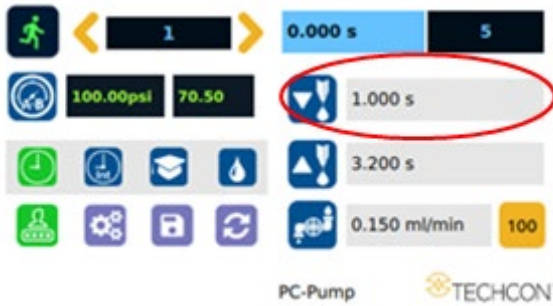 1
0.000 s
5
A-B
100.00psi
70.50
1.000 s
Int
3.200 s
0.150 ml/min
100
PC-Pump
TECHCON